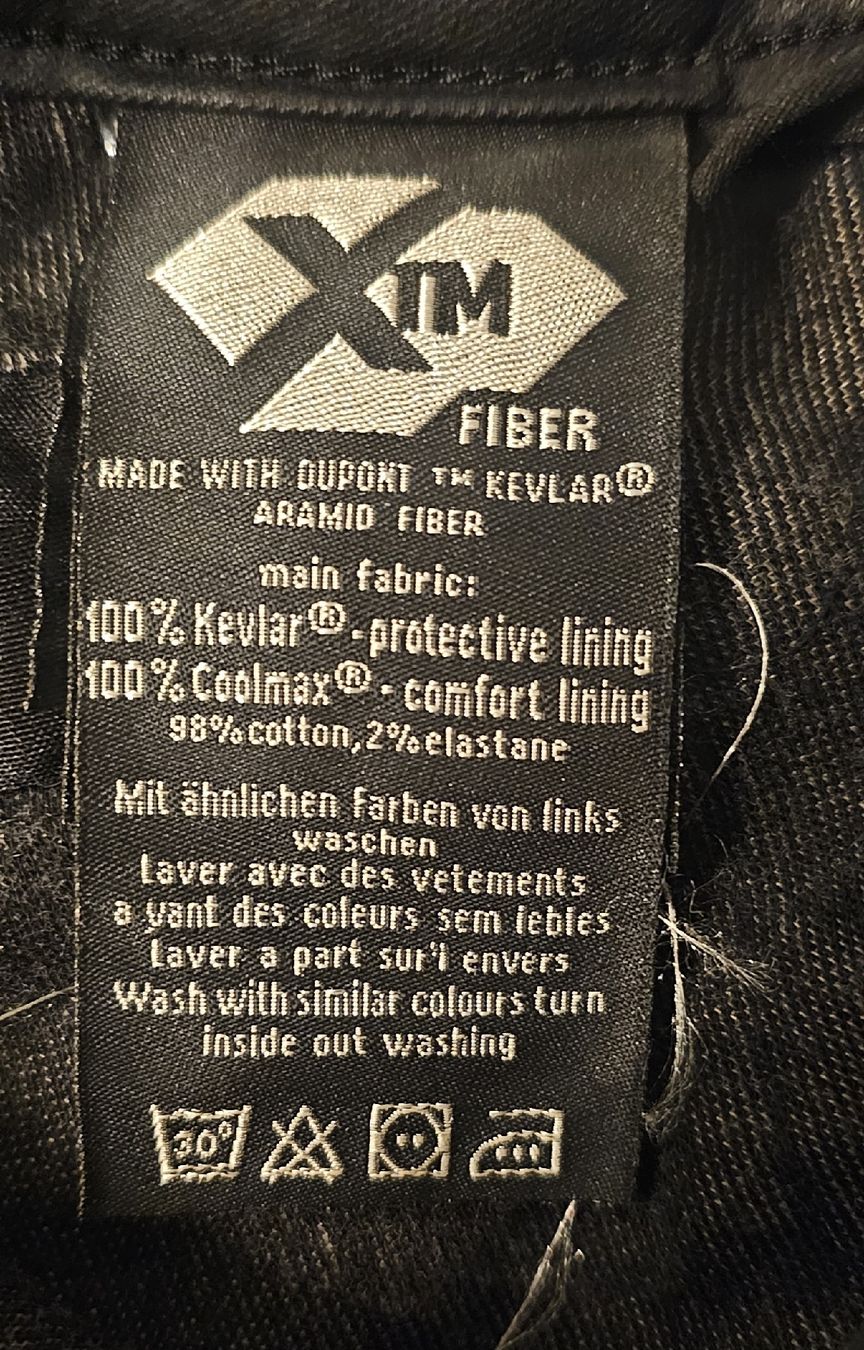 XTM
FIBER
MADE WITH DUPONT ™ KEVLAR®
ARAMID FIBER
main fabric:
100% Kevlar® - protective lining
100% Coolmax® - comfort lining
98% cotton, 2% elastane
Mit ähnlichen Farben von links
waschen
Laver avec des vetements
a yant des coleurs sem lebles
Laver a part sur'l envers
Wash with similar colours turn
inside out washing
30°